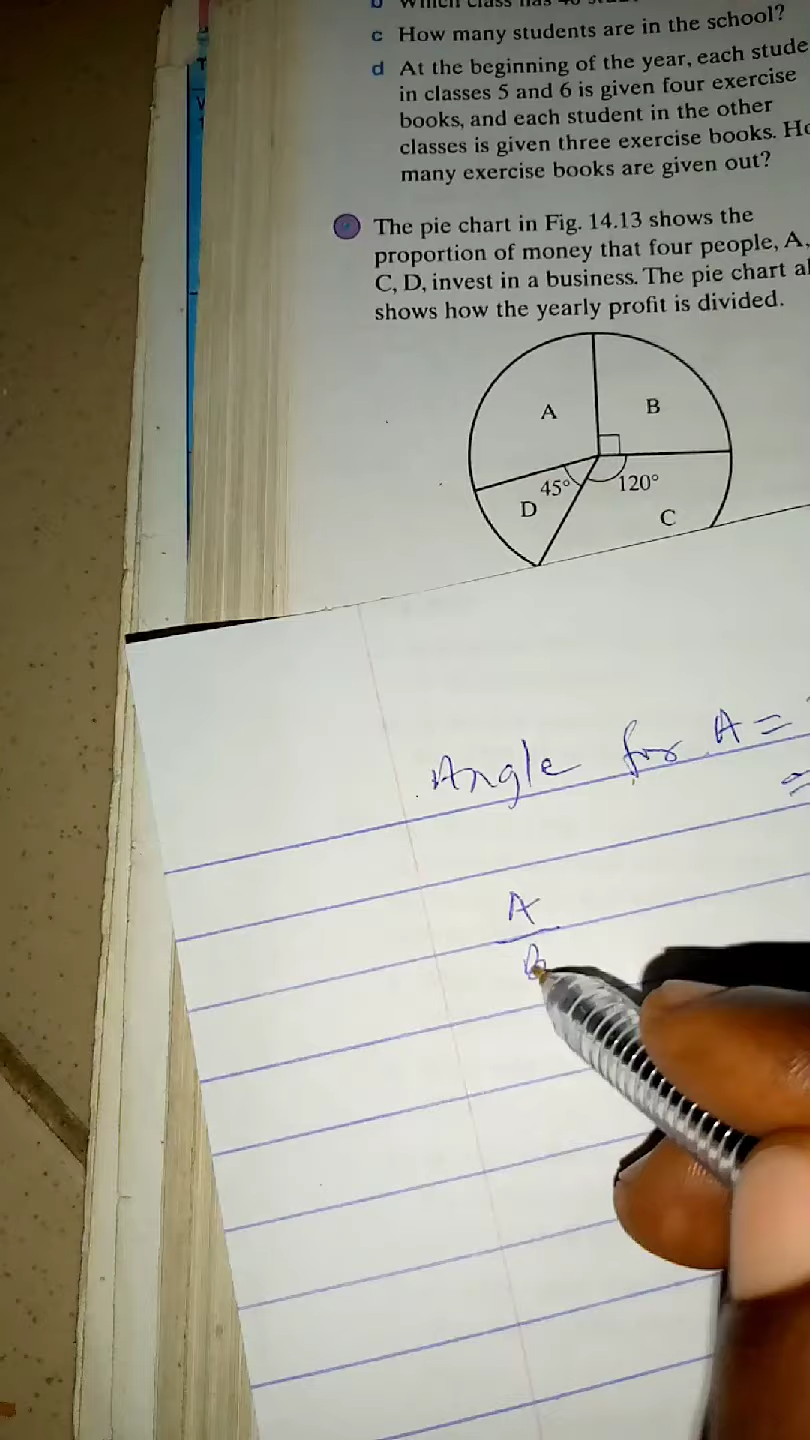 c How many students are in the school?
d At the beginning of the year, each
in classes 5 and 6 is given four exercise
books, and each student in the other
classes is given three exercise books.
many exercise books are given out?
The pie chart in Fig. 14.13 shows the
proportion of money that four people, A,
C, D, invest in a business. The pie chart
shows how the yearly profit is divided.
A
B
45°
120°
D
C
Angle for A =
=
A
B